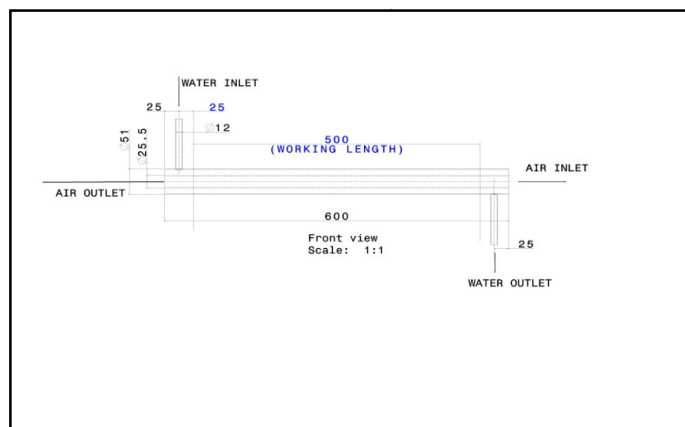 WATER INLET
25
25
∅12
∅51
∅25.5
500
(WORKING LENGTH)
AIR INLET
AIR OUTLET
600
Front view
Scale: 1:1
25
WATER OUTLET